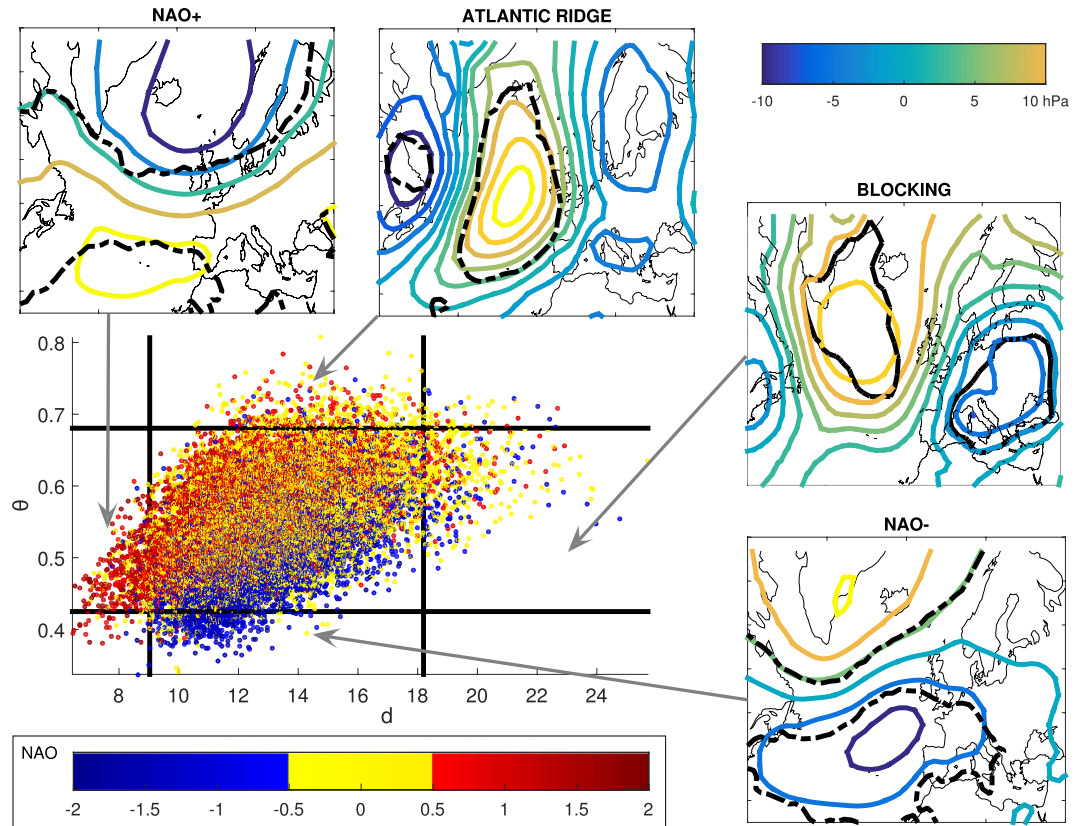 NAO+
ATLANTIC RIDGE
-10 -5 0 5 10 hPa
BLOCKING
0.8
0.7
0.6
0.5
0.4
θ
8 10 12 14 16 18 20 22 24
d
NAO-
NAO
-2 -1.5 -1 -0.5 0 0.5 1 1.5 2